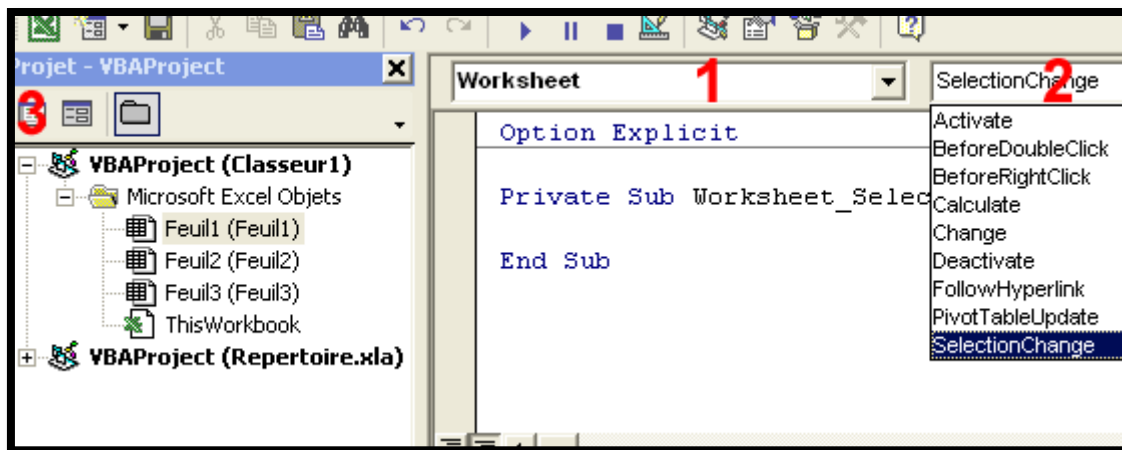 Projet - VBAProject
3
VBAProject (Classeur1)
Microsoft Excel Objets
Feuil1 (Feuil1)
Feuil2 (Feuil2)
Feuil3 (Feuil3)
ThisWorkbook
VBAProject (Repertoire.xla)
Worksheet
1
SelectionChange
2
Option Explicit
Private Sub Worksheet_Selec
End Sub
Activate
BeforeDoubleClick
BeforeRightClick
Calculate
Change
Deactivate
FollowHyperlink
PivotTableUpdate
SelectionChange